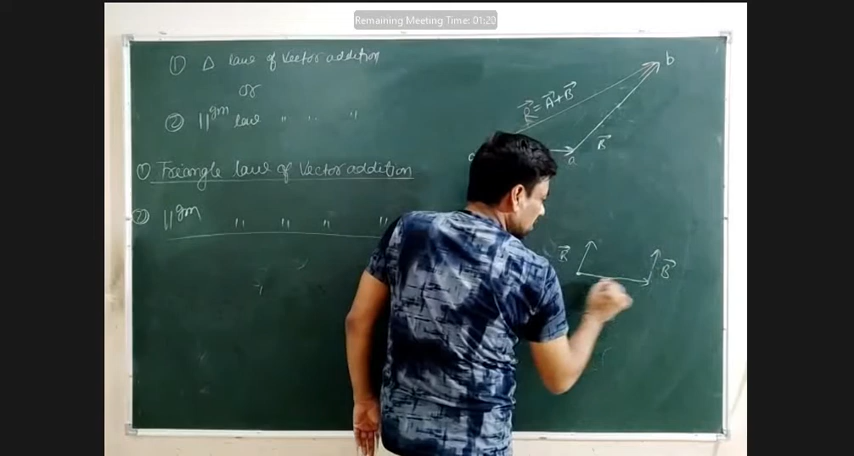 Remaining Meeting Time: 01:20
① Δ law of Vector addition
or
② ||gm law " " "
① Triangle law of Vector addition
② ||gm " " " "
R⃗ = A⃗ + B⃗
b
a
B⃗
B⃗